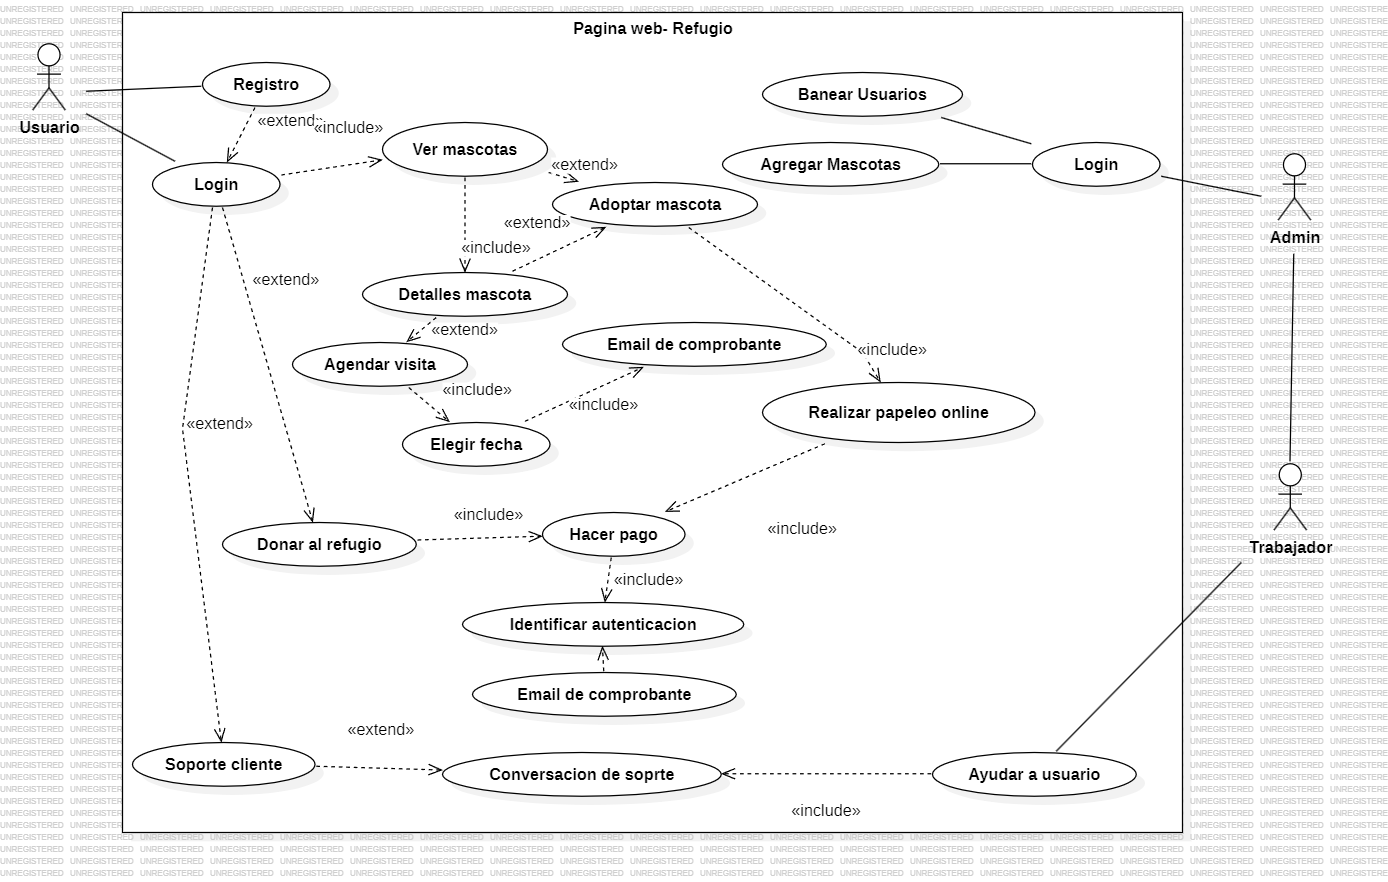 Pagina web- Refugio
Usuario
Registro
«extend»
«include»
Login
Ver mascotas
«extend»
Adoptar mascota
«extend»
«include»
Detalles mascota
«extend»
«extend»
Agendar visita
«include»
Email de comprobante
«include»
«include»
Elegir fecha
«extend»
Realizar papeleo online
Banear Usuarios
Agregar Mascotas
Login
Admin
Trabajador
Donar al refugio
«include»
Hacer pago
«include»
«include»
Identificar autenticacion
Email de comprobante
Soporte cliente
«extend»
Conversacion de soprte
Ayudar a usuario
«include»
UNREGISTERED